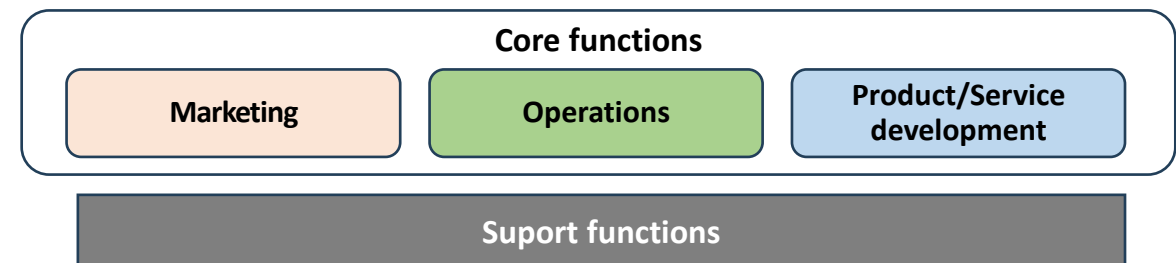 Core functions
Marketing
Operations
Product/Service
development
Suport functions